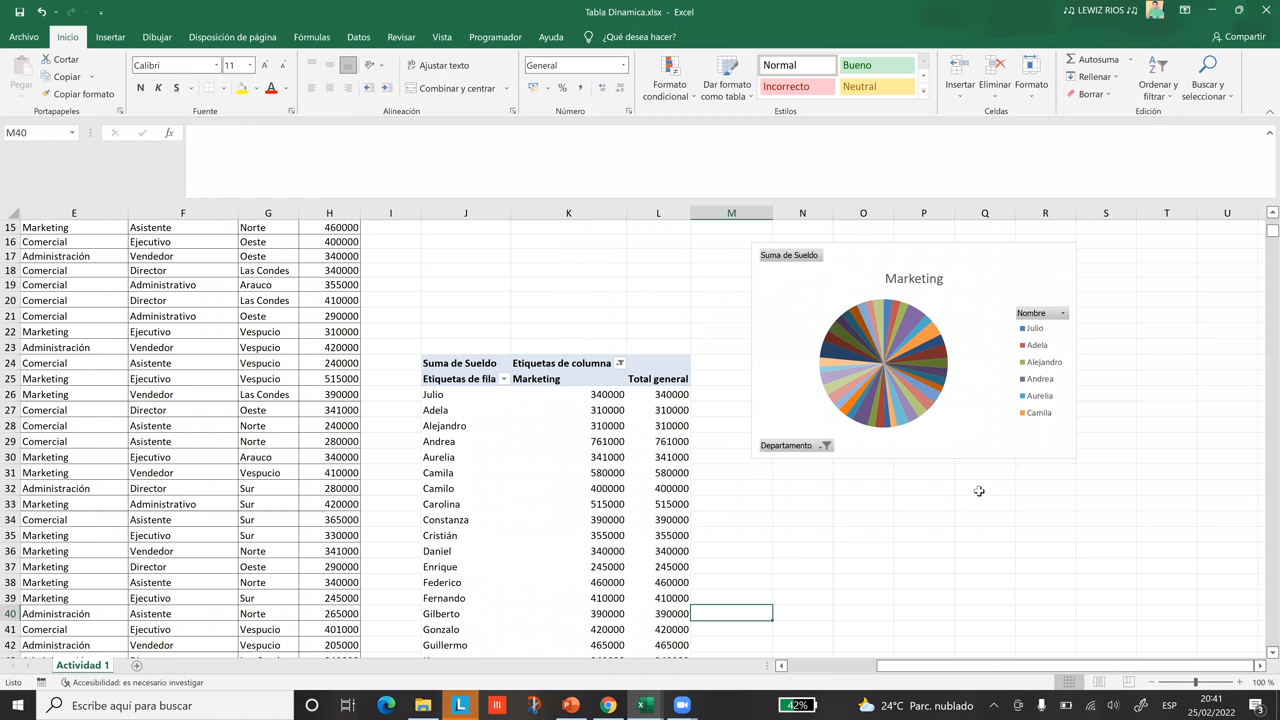 Tabla Dinamica.xlsx - Excel
♫ LEWIZ RIOS
Archivo Inicio Insertar Dibujar Disposición de página Fórmulas Datos Revisar Vista Programador Ayuda ¿Qué desea hacer? Compartir
Pegar
Cortar
Copiar
Copiar formato
Portapapeles
Calibri 11
N K S
Fuente
Ajustar texto
Combinar y centrar
Alineación
General
$ % 000
Número
Formato condicional
Dar formato como tabla
Normal Bueno
Incorrecto Neutral
Estilos
Insertar Eliminar Formato
Celdas
Autosuma
Rellenar
Borrar
Ordenar y filtrar
Buscar y seleccionar
Edición
M40 fx
E F G H I J K L M N O P Q R S T U
15 Marketing Asistente Norte 460000
16 Comercial Ejecutivo Oeste 400000
17 Administración Vendedor Oeste 340000
18 Comercial Director Las Condes 340000
19 Comercial Administrativo Arauco 355000
20 Comercial Director Las Condes 410000
21 Comercial Administrativo Oeste 290000
22 Marketing Ejecutivo Vespucio 310000
23 Administración Vendedor Vespucio 420000
24 Comercial Asistente Vespucio 240000 Suma de Sueldo Etiquetas de columna
25 Marketing Ejecutivo Vespucio 515000 Etiquetas de fila Marketing Total general
26 Marketing Vendedor Las Condes 390000 Julio 340000 340000
27 Comercial Director Oeste 341000 Adela 310000 310000
28 Comercial Asistente Norte 240000 Alejandro 310000 310000
29 Comercial Asistente Norte 280000 Andrea 761000 761000
30 Marketing Ejecutivo Arauco 340000 Aurelia 341000 341000
31 Marketing Vendedor Vespucio 410000 Camila 580000 580000
32 Administración Director Sur 280000 Camilo 400000 400000
33 Marketing Administrativo Sur 420000 Carolina 515000 515000
34 Comercial Asistente Sur 365000 Constanza 390000 390000
35 Marketing Ejecutivo Sur 330000 Cristián 355000 355000
36 Marketing Vendedor Norte 341000 Daniel 340000 340000
37 Marketing Director Oeste 290000 Enrique 245000 245000
38 Marketing Asistente Norte 340000 Federico 460000 460000
39 Marketing Ejecutivo Sur 245000 Fernando 410000 410000
40 Administración Asistente Norte 265000 Gilberto 390000 390000
41 Comercial Ejecutivo Vespucio 401000 Gonzalo 420000 420000
42 Administración Vendedor Vespucio 205000 Guillermo 465000 465000
Suma de Sueldo
Marketing
Nombre
Julio
Adela
Alejandro
Andrea
Aurelia
Camila
Departamento
Actividad 1
Listo Accesibilidad: es necesario investigar 100 %
Escribe aquí para buscar 42% 24°C Parc. nublado ESP 20:41
25/02/2022